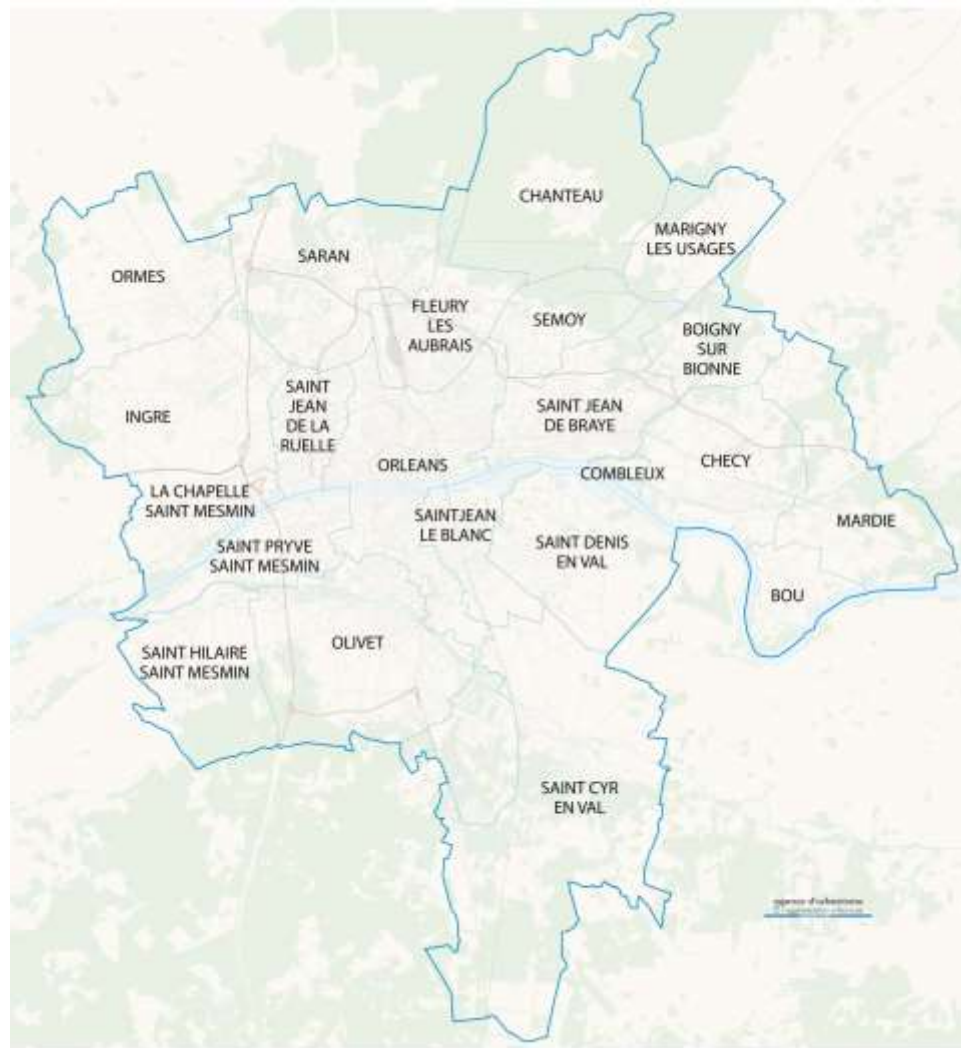 CHANTEAU
MARIGNY
LES USAGES
SARAN
ORMES
FLEURY
LES
AUBRAIS
SEMOY
BOIGNY
SUR
BIONNE
SAINT
JEAN
DE LA
RUELLE
INGRE
SAINT JEAN
DE BRAYE
ORLEANS
COMBLEUX
CHECY
LA CHAPELLE
SAINT MESMIN
SAINTJEAN
LE BLANC
MARDIE
SAINT PRYVE
SAINT MESMIN
SAINT DENIS
EN VAL
BOU
OLIVET
SAINT HILAIRE
SAINT MESMIN
SAINT CYR
EN VAL
agence d'urbanisme